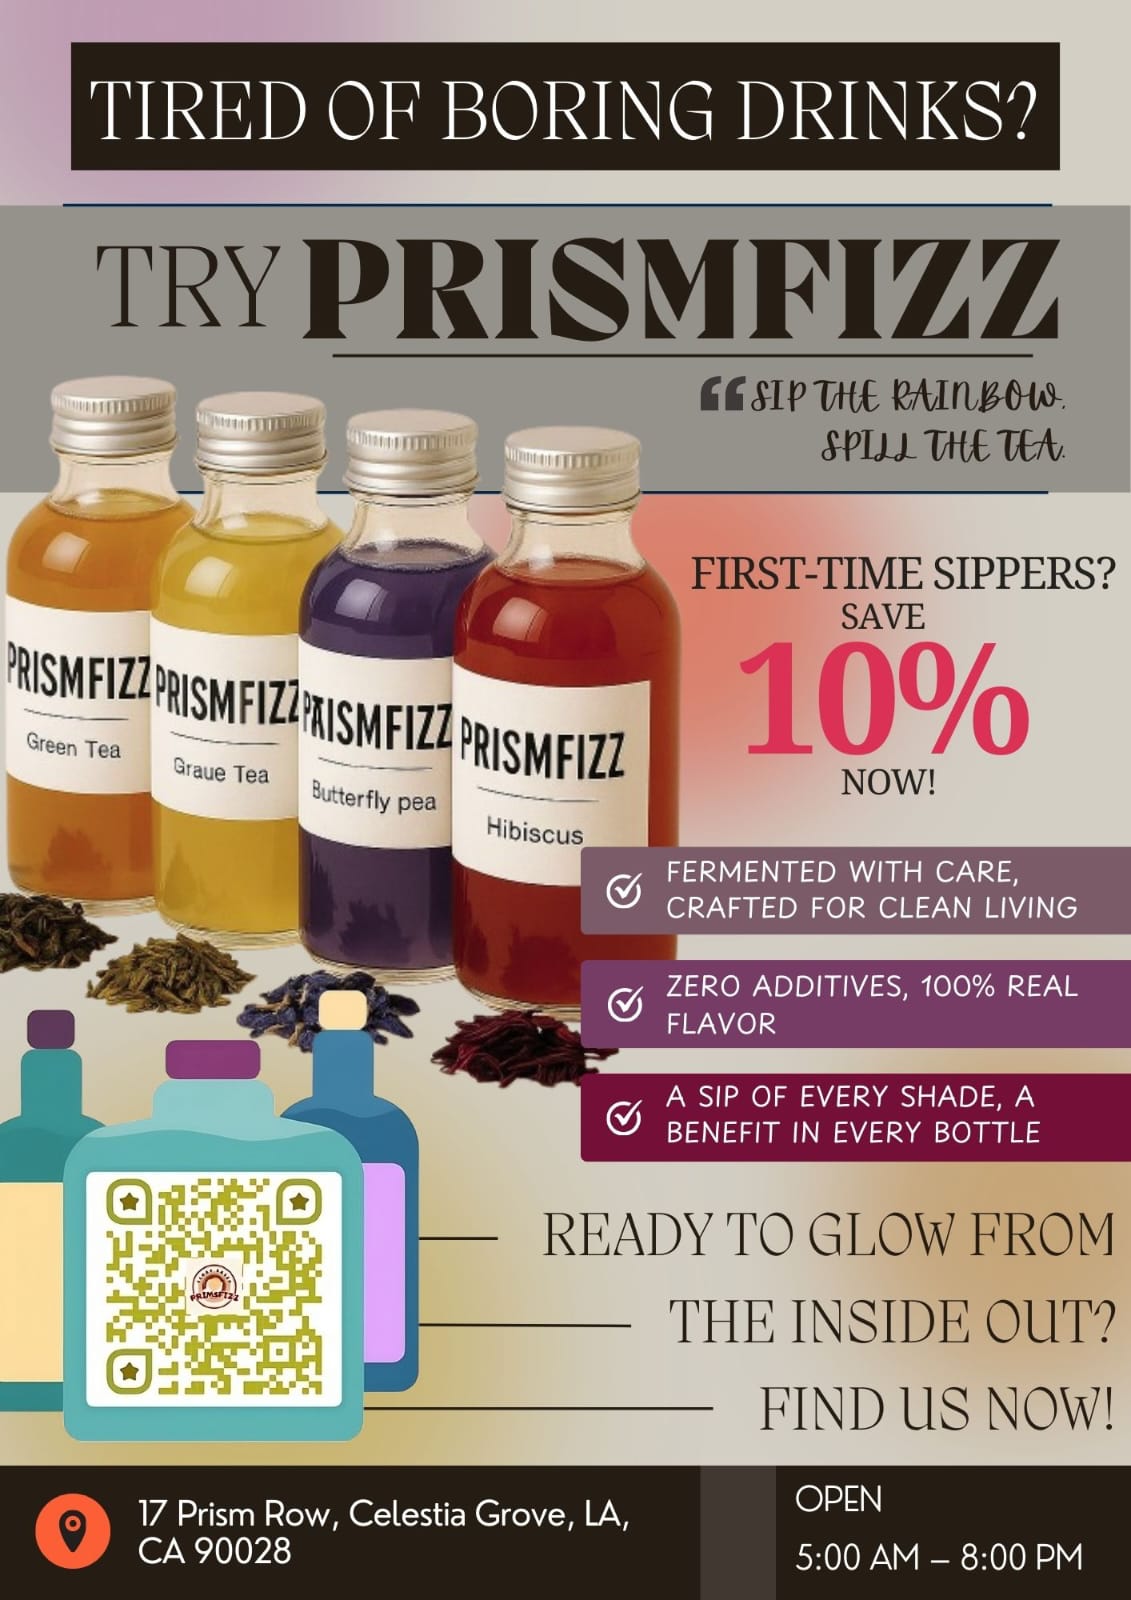 TIRED OF BORING DRINKS?
TRY PRISMFIZZ
“SIP THE RAINBOW.
SPILL THE TEA.
PRISMFIZZ
Green Tea
PRISMFIZZ
Graue Tea
PAISMFIZZ
Butterfly pea
PRISMFIZZ
Hibiscus
FIRST-TIME SIPPERS?
SAVE
10%
NOW!
FERMENTED WITH CARE,
CRAFTED FOR CLEAN LIVING
ZERO ADDITIVES, 100% REAL
FLAVOR
A SIP OF EVERY SHADE, A
BENEFIT IN EVERY BOTTLE
PRIMSFIZZ
READY TO GLOW FROM
THE INSIDE OUT?
FIND US NOW!
17 Prism Row, Celestia Grove, LA,
CA 90028
OPEN
5:00 AM – 8:00 PM